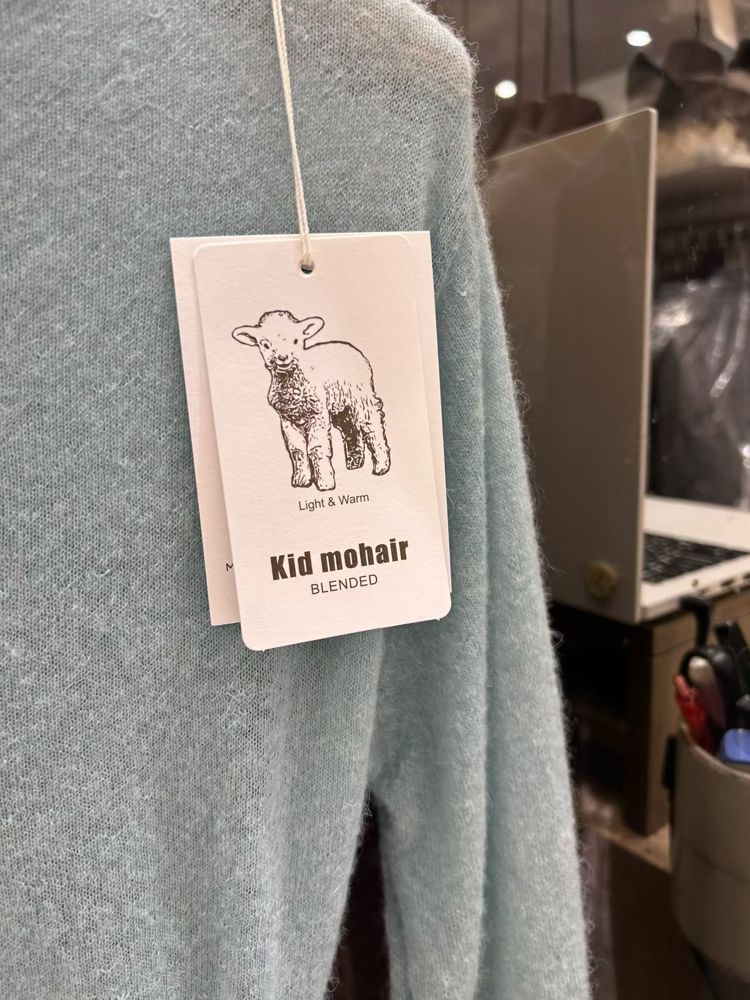 Light & Warm
Kid mohair
BLENDED